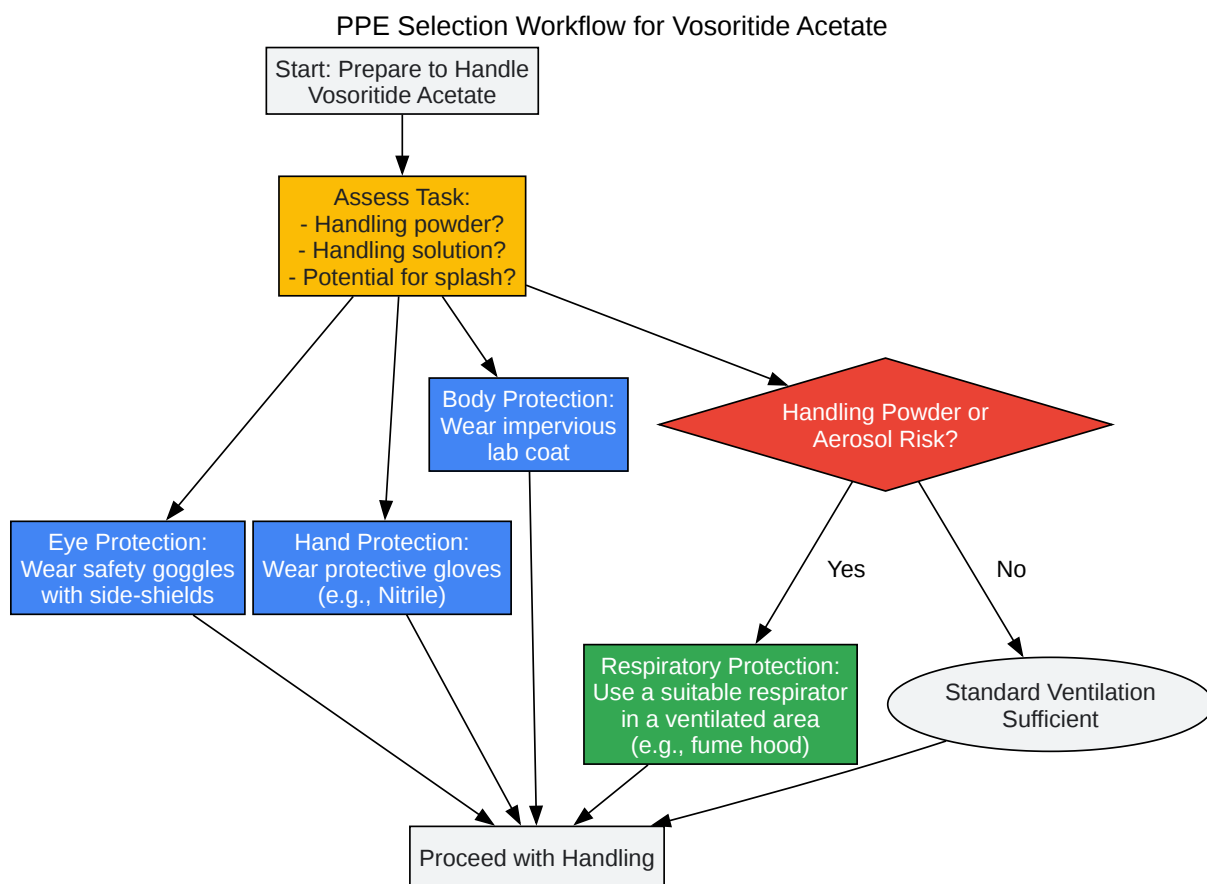 PPE Selection Workflow for Vosoritide Acetate
Start: Prepare to Handle
Vosoritide Acetate
Assess Task:
- Handling powder?
- Handling solution?
- Potential for splash?
Body Protection:
Wear impervious
lab coat
Handling Powder or
Aerosol Risk?
Eye Protection:
Wear safety goggles
with side-shields
Hand Protection:
Wear protective gloves
(e.g., Nitrile)
Yes
No
Respiratory Protection:
Use a suitable respirator
in a ventilated area
(e.g., fume hood)
Standard Ventilation
Sufficient
Proceed with Handling